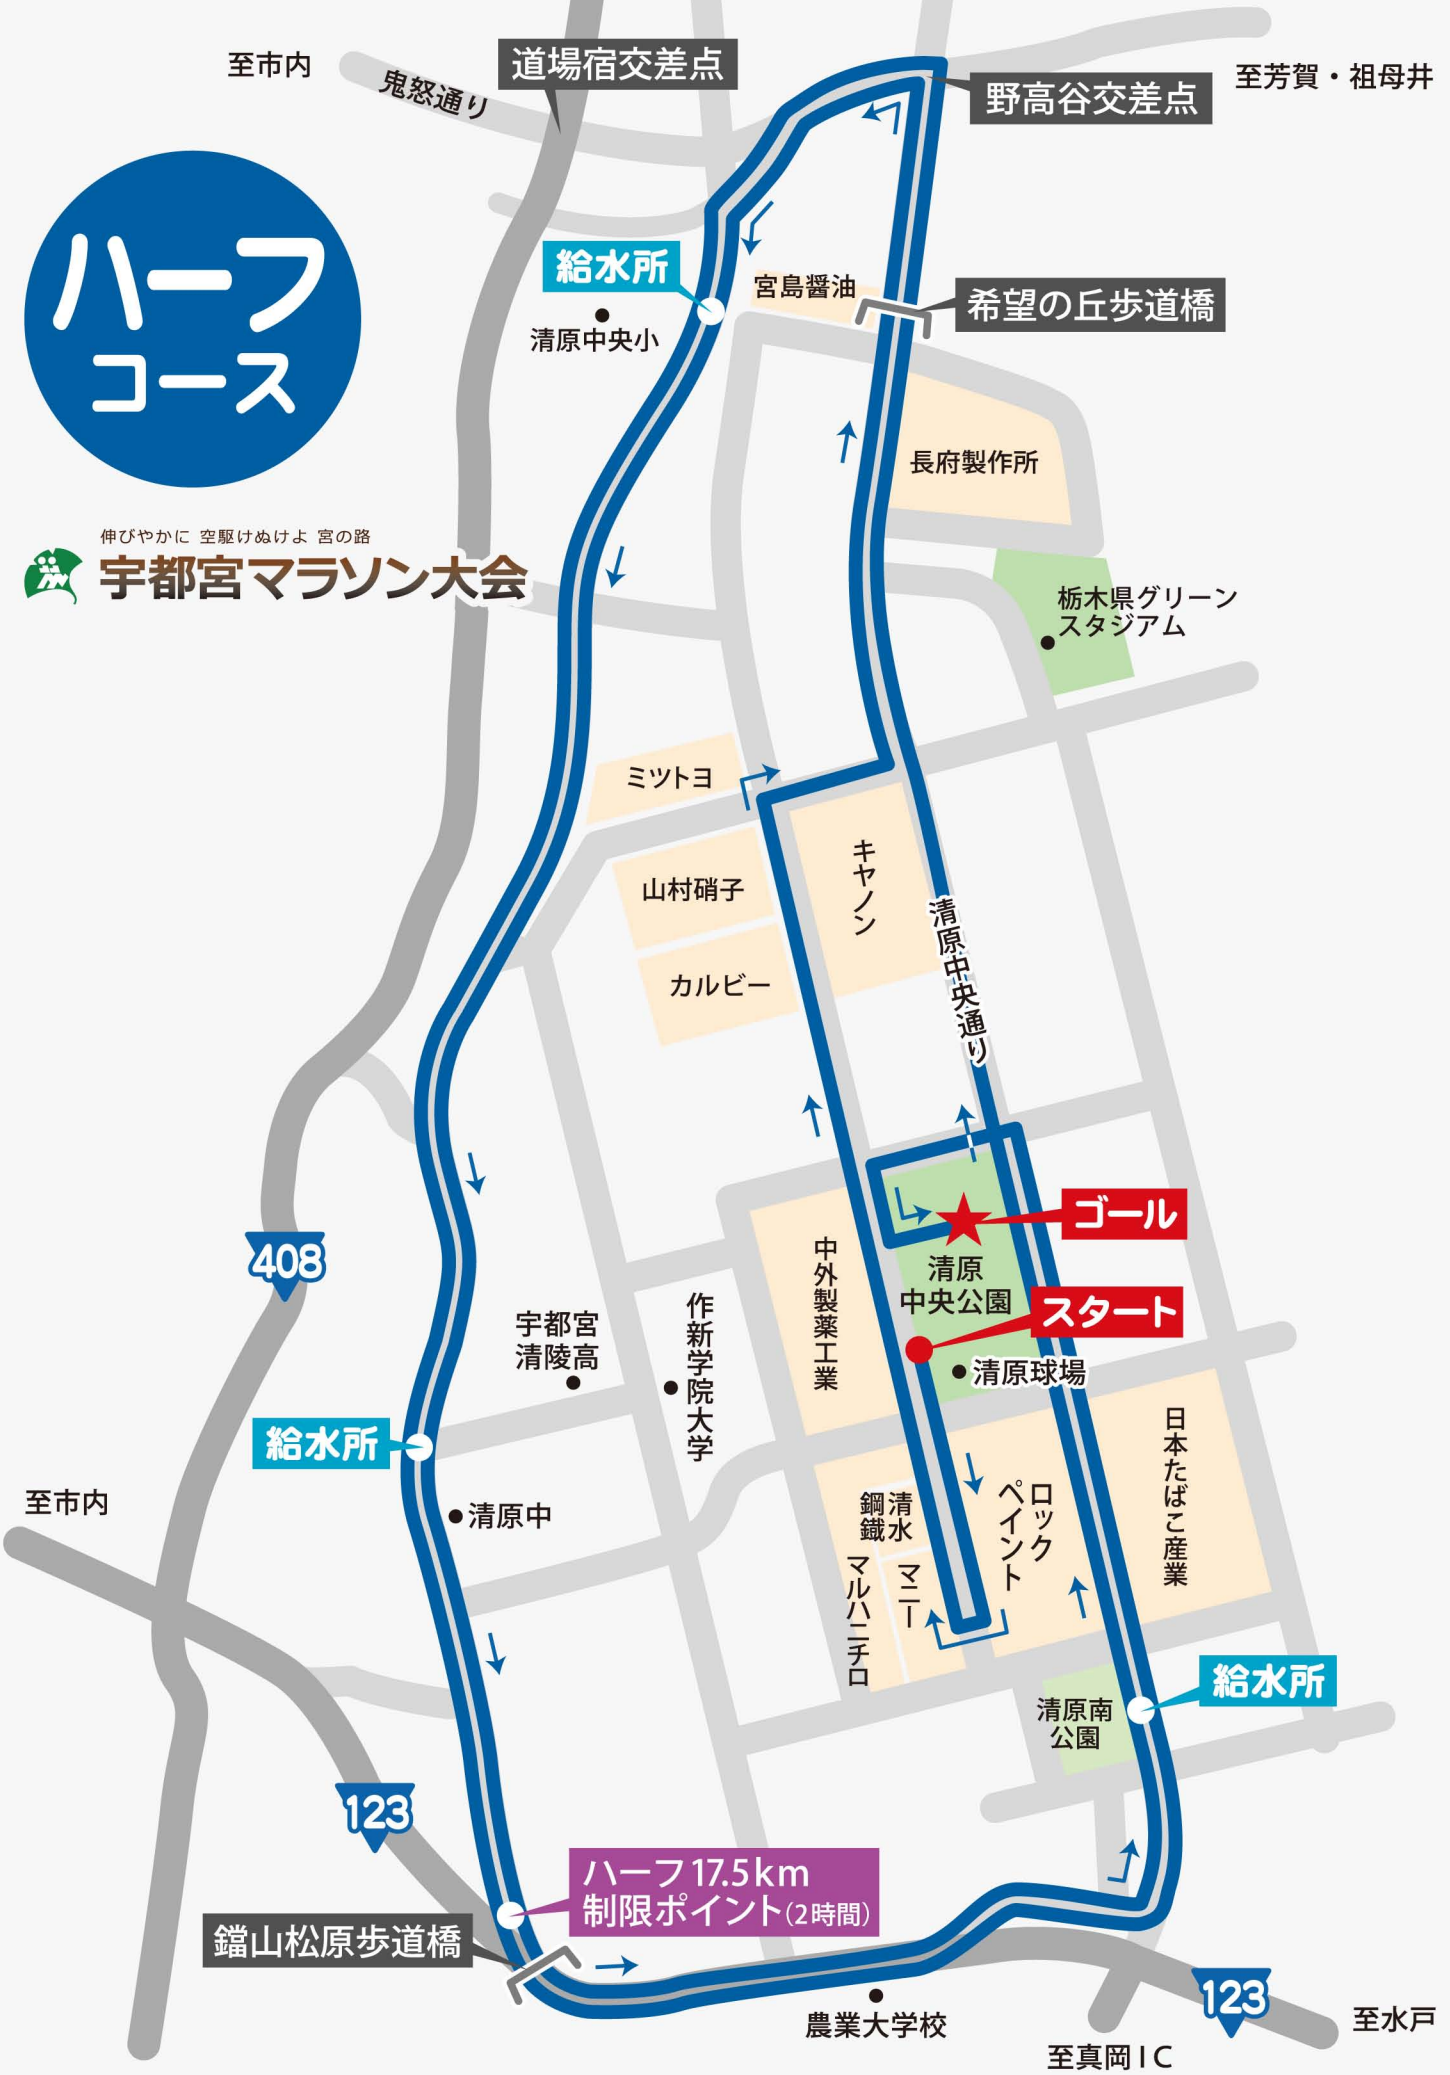 至市内
鬼怒通り
道場宿交差点
野高谷交差点
至芳賀・祖母井
ハーフ
コース
給水所
清原中央小
宮島醤油
希望の丘歩道橋
長府製作所
伸びやかに 空駆けぬけよ 宮の路
宇都宮マラソン大会
栃木県グリーン
スタジアム
ミツトヨ
山村硝子
カルビー
キヤノン
清原中央通り
ゴール
清原
中央公園
スタート
清原球場
中外製薬工業
408
宇都宮
清陵高
作新学院大学
給水所
清原中
至市内
清水
鋼鐵
マニー
マルハニチロ
ロック
ペイント
日本たばこ産業
給水所
清原南
公園
123
ハーフ17.5km
制限ポイント(2時間)
鐺山松原歩道橋
農業大学校
123
至水戸
至真岡IC